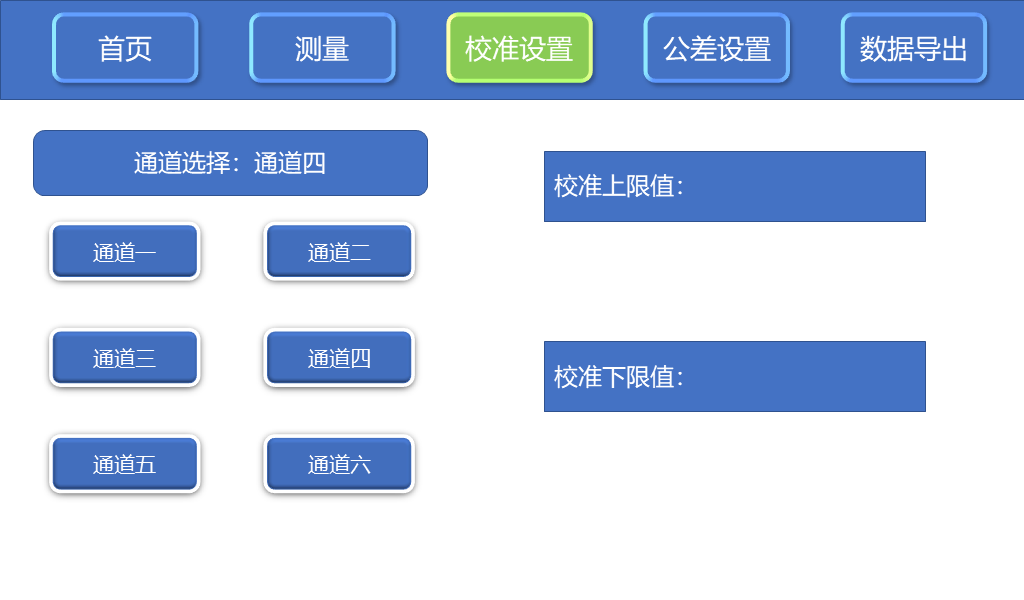 首页
测量
校准设置
公差设置
数据导出
通道选择：通道四
校准上限值：
通道一
通道二
通道三
通道四
校准下限值：
通道五
通道六